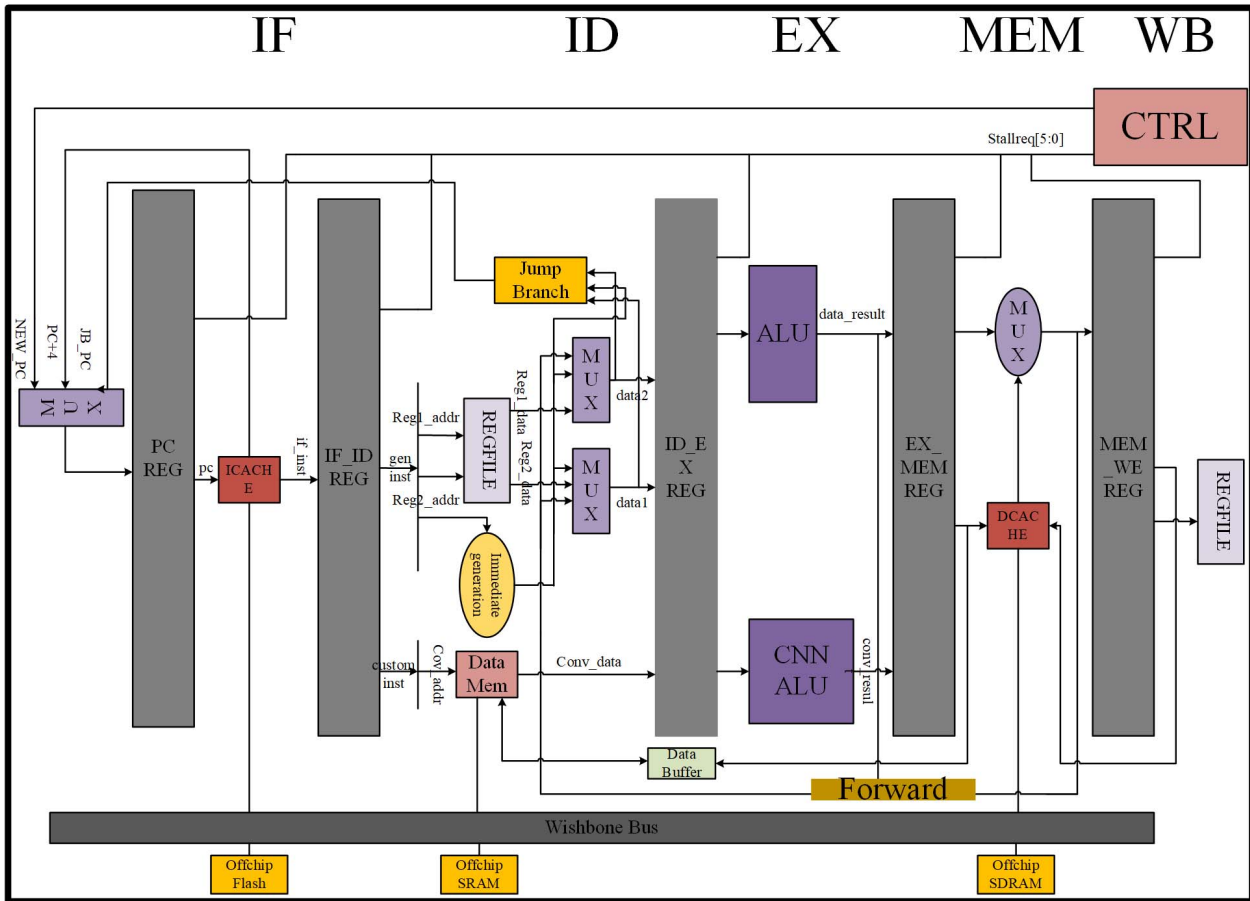 IF
ID
EX
MEM
WB
CTRL
Stallreq[5:0]
NEW_PC
PC+4
JB_PC
MUX
PC
REG
pc
ICACH
E
if_inst
IF_ID
REG
gen
inst
Reg1_addr
Reg2_addr
REGFILE
Reg1_data
Reg2_data
Immediate
generation
Jump
Branch
M
U
X
data2
M
U
X
data1
custom
inst
Cov_addr
Data
Mem
Conv_data
ID_E
X
REG
ALU
data_result
CNN
ALU
conv_resul
EX_
MEM
REG
M
U
X
DCAC
HE
MEM
_WE
_REG
REGFILE
Data
Buffer
Forward
Wishbone Bus
Offchip
Flash
Offchip
SRAM
Offchip
SDRAM